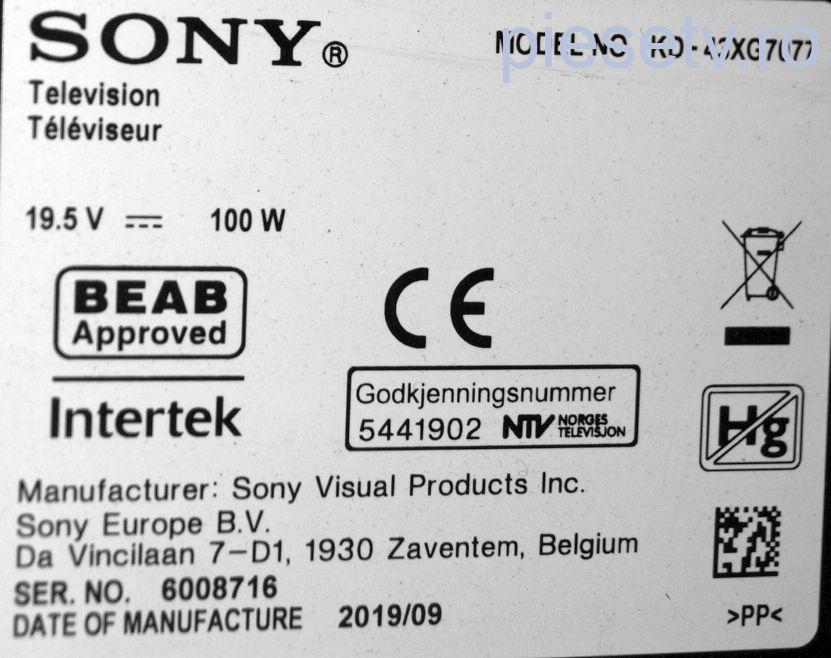 SONY®
MODEL NO. KD-43XG7077
piesetv.ro
Television
Téléviseur
19.5 V ⎓ 100 W
BEAB
Approved
Intertek
CE
Godkjenningsnummer
5441902 NTV NORGES TELEVISJON
Hg
Manufacturer: Sony Visual Products Inc.
Sony Europe B.V.
Da Vincilaan 7-D1, 1930 Zaventem, Belgium
SER. NO. 6008716
DATE OF MANUFACTURE 2019/09
>PP<